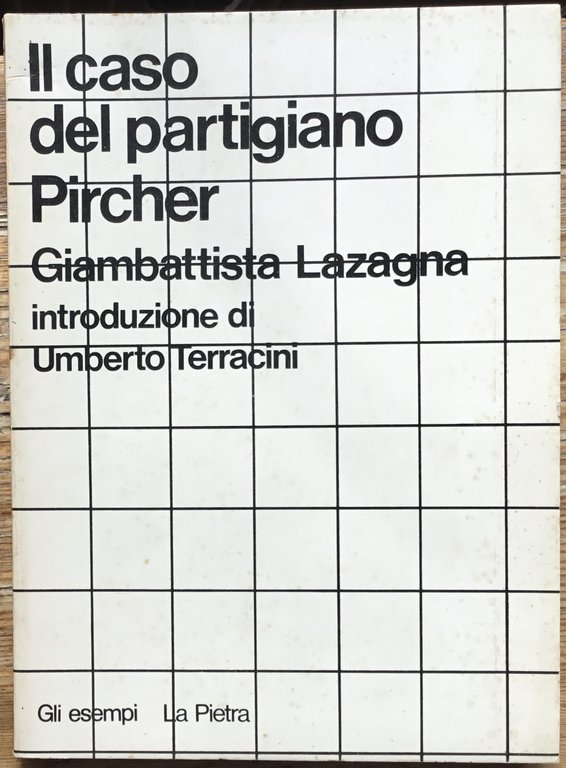 Il caso
del partigiano
Pircher
Giambattista Lazagna
introduzione di
Umberto Terracini
Gli esempi La Pietra